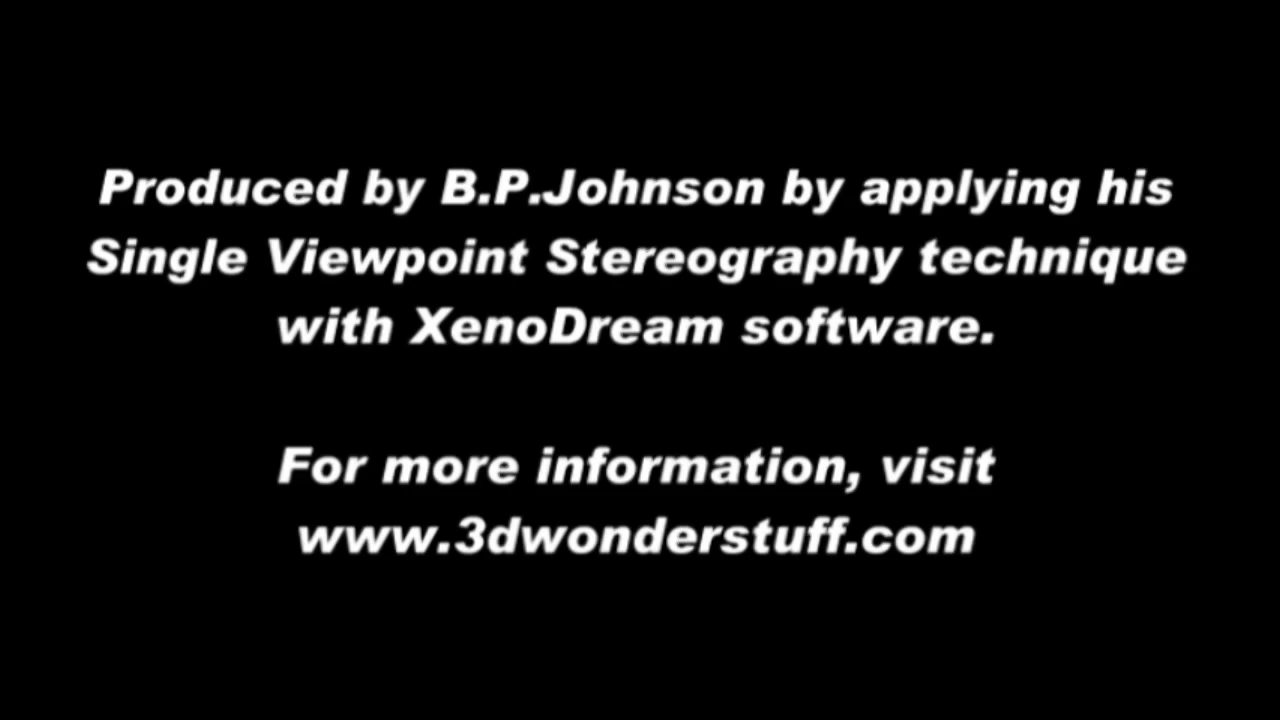 Produced by B.P.Johnson by applying his
Single Viewpoint Stereography technique
with XenoDream software.
For more information, visit
www.3dwonderstuff.com